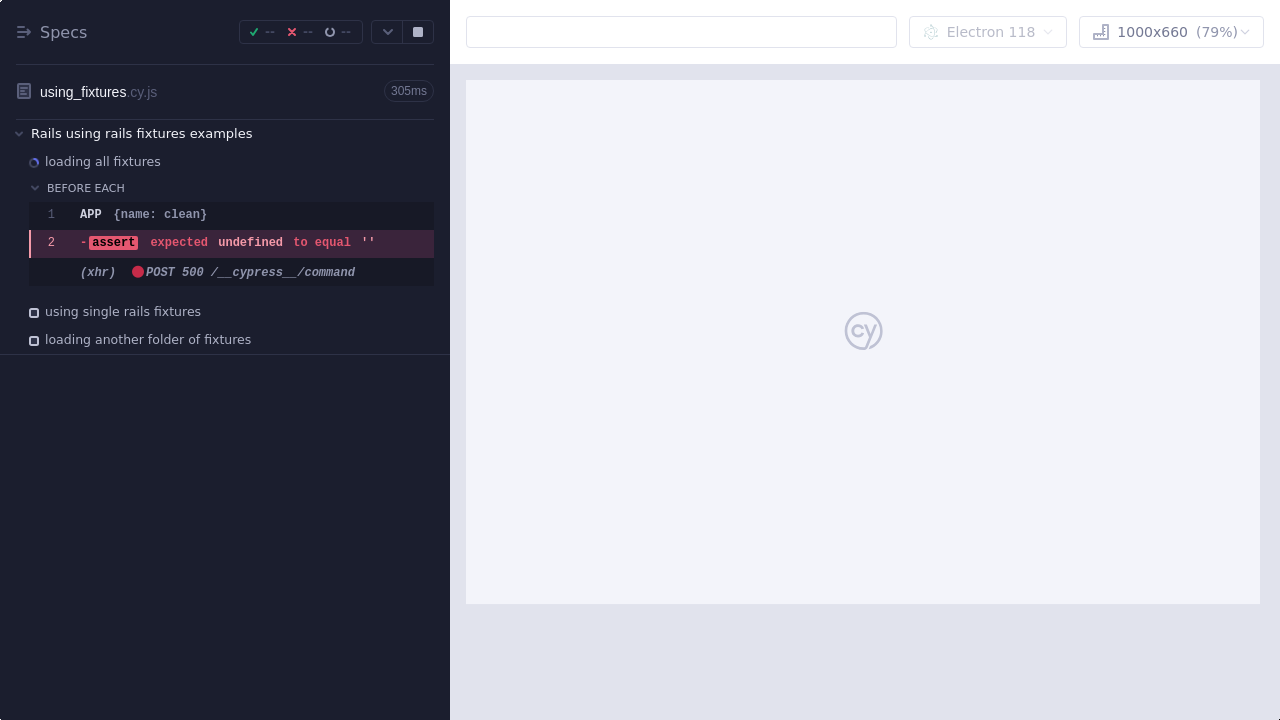 Specs
--
--
--
using_fixtures.cy.js
305ms
Rails using rails fixtures examples
loading all fixtures
BEFORE EACH
1 APP {name: clean}
2 -assert expected undefined to equal ''
(xhr) POST 500 /__cypress__/command
using single rails fixtures
loading another folder of fixtures
Electron 118
1000x660 (79%)
cy